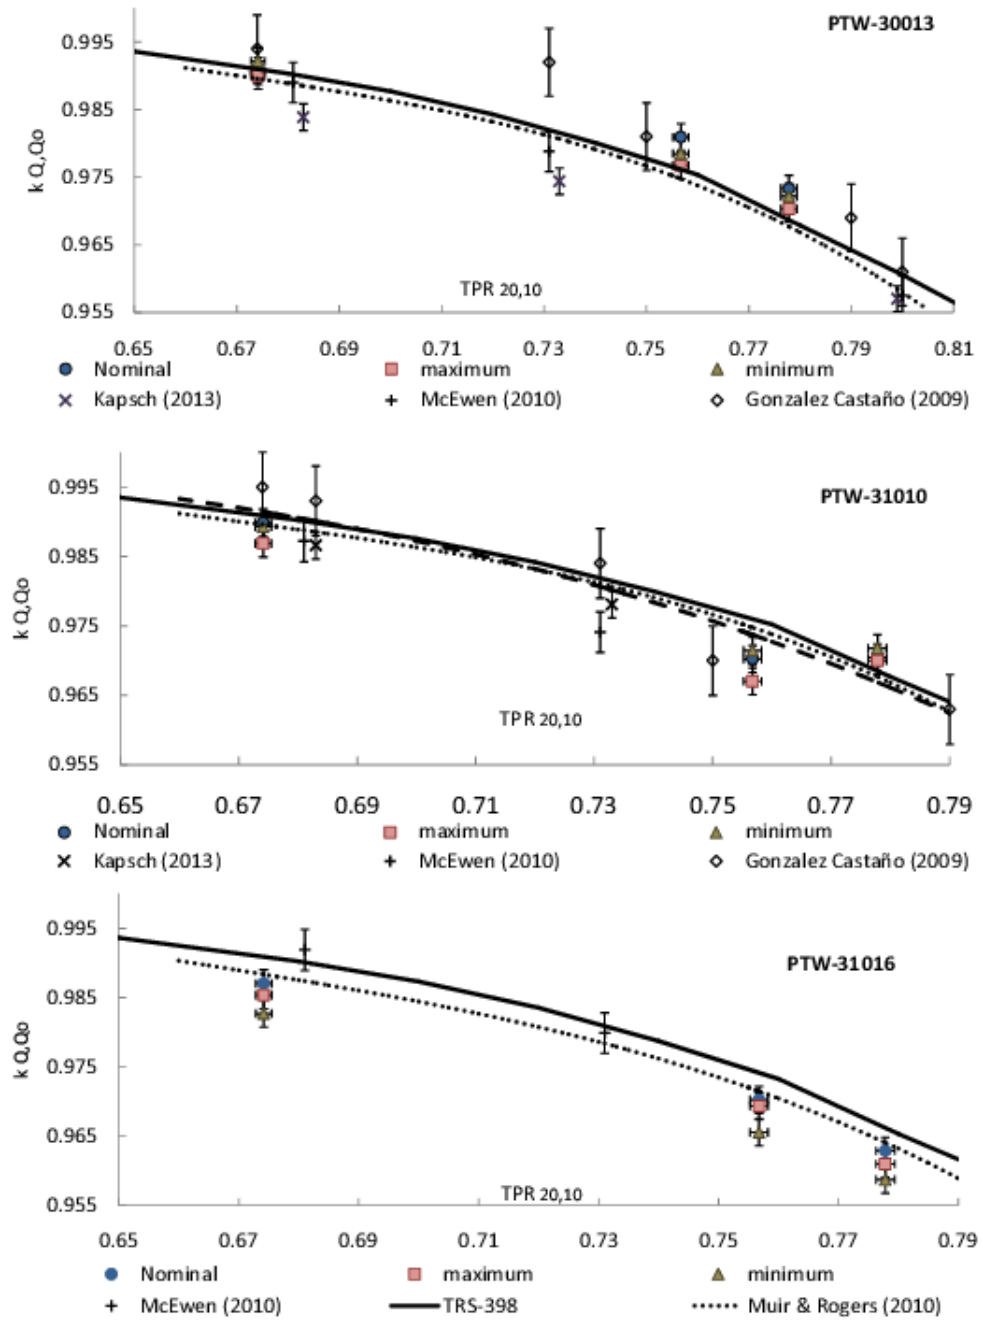 PTW-30013
0.995
0.985
0.975
0.965
0.955
k Q,Qo
TPR 20,10
0.65 0.67 0.69 0.71 0.73 0.75 0.77 0.79 0.81
Nominal maximum minimum
Kapsch (2013) McEwen (2010) Gonzalez Castaño (2009)
PTW-31010
0.995
0.985
0.975
0.965
0.955
k Q,Qo
TPR 20,10
0.65 0.67 0.69 0.71 0.73 0.75 0.77 0.79
Nominal maximum minimum
Kapsch (2013) McEwen (2010) Gonzalez Castaño (2009)
PTW-31016
0.995
0.985
0.975
0.965
0.955
k Q,Qo
TPR 20,10
0.65 0.67 0.69 0.71 0.73 0.75 0.77 0.79
Nominal maximum minimum
McEwen (2010) TRS-398 Muir & Rogers (2010)